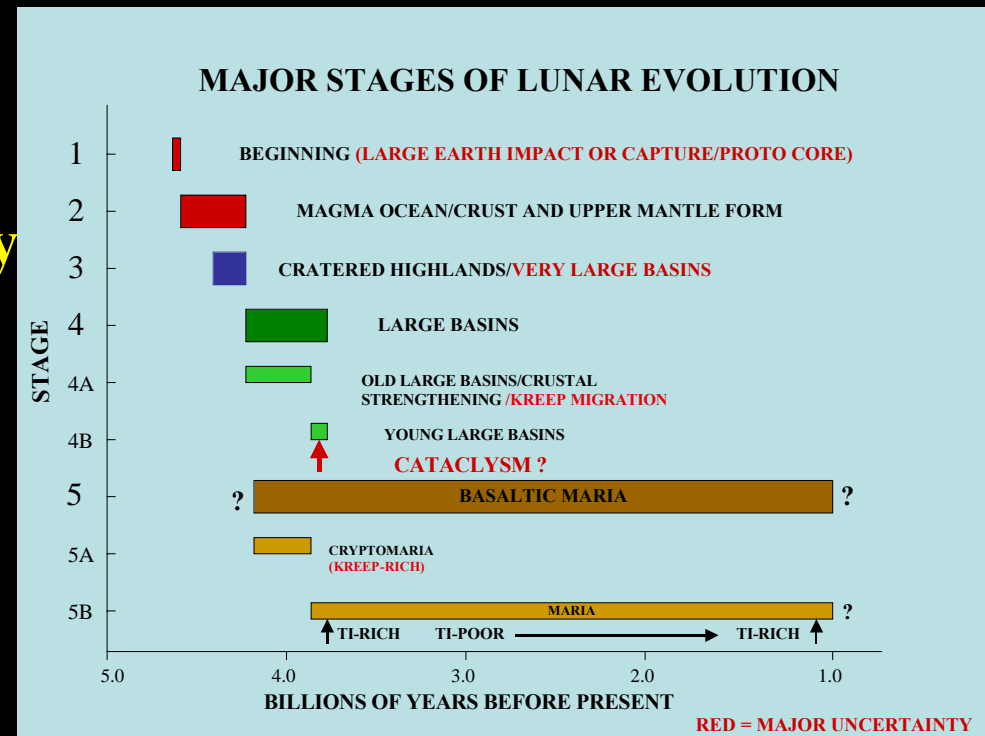 MAJOR STAGES OF LUNAR EVOLUTION
1
BEGINNING (LARGE EARTH IMPACT OR CAPTURE/PROTO CORE)
2
MAGMA OCEAN/CRUST AND UPPER MANTLE FORM
y
3
CRATERED HIGHLANDS/VERY LARGE BASINS
4
LARGE BASINS
STAGE
4A
OLD LARGE BASINS/CRUSTAL
STRENGTHENING /KREEP MIGRATION
4B
YOUNG LARGE BASINS
CATACLYSM ?
5
?
BASALTIC MARIA
?
5A
CRYPTOMARIA
(KREEP-RICH)
5B
MARIA
?
TI-RICH TI-POOR TI-RICH
5.0 4.0 3.0 2.0 1.0
BILLIONS OF YEARS BEFORE PRESENT
RED = MAJOR UNCERTAINTY